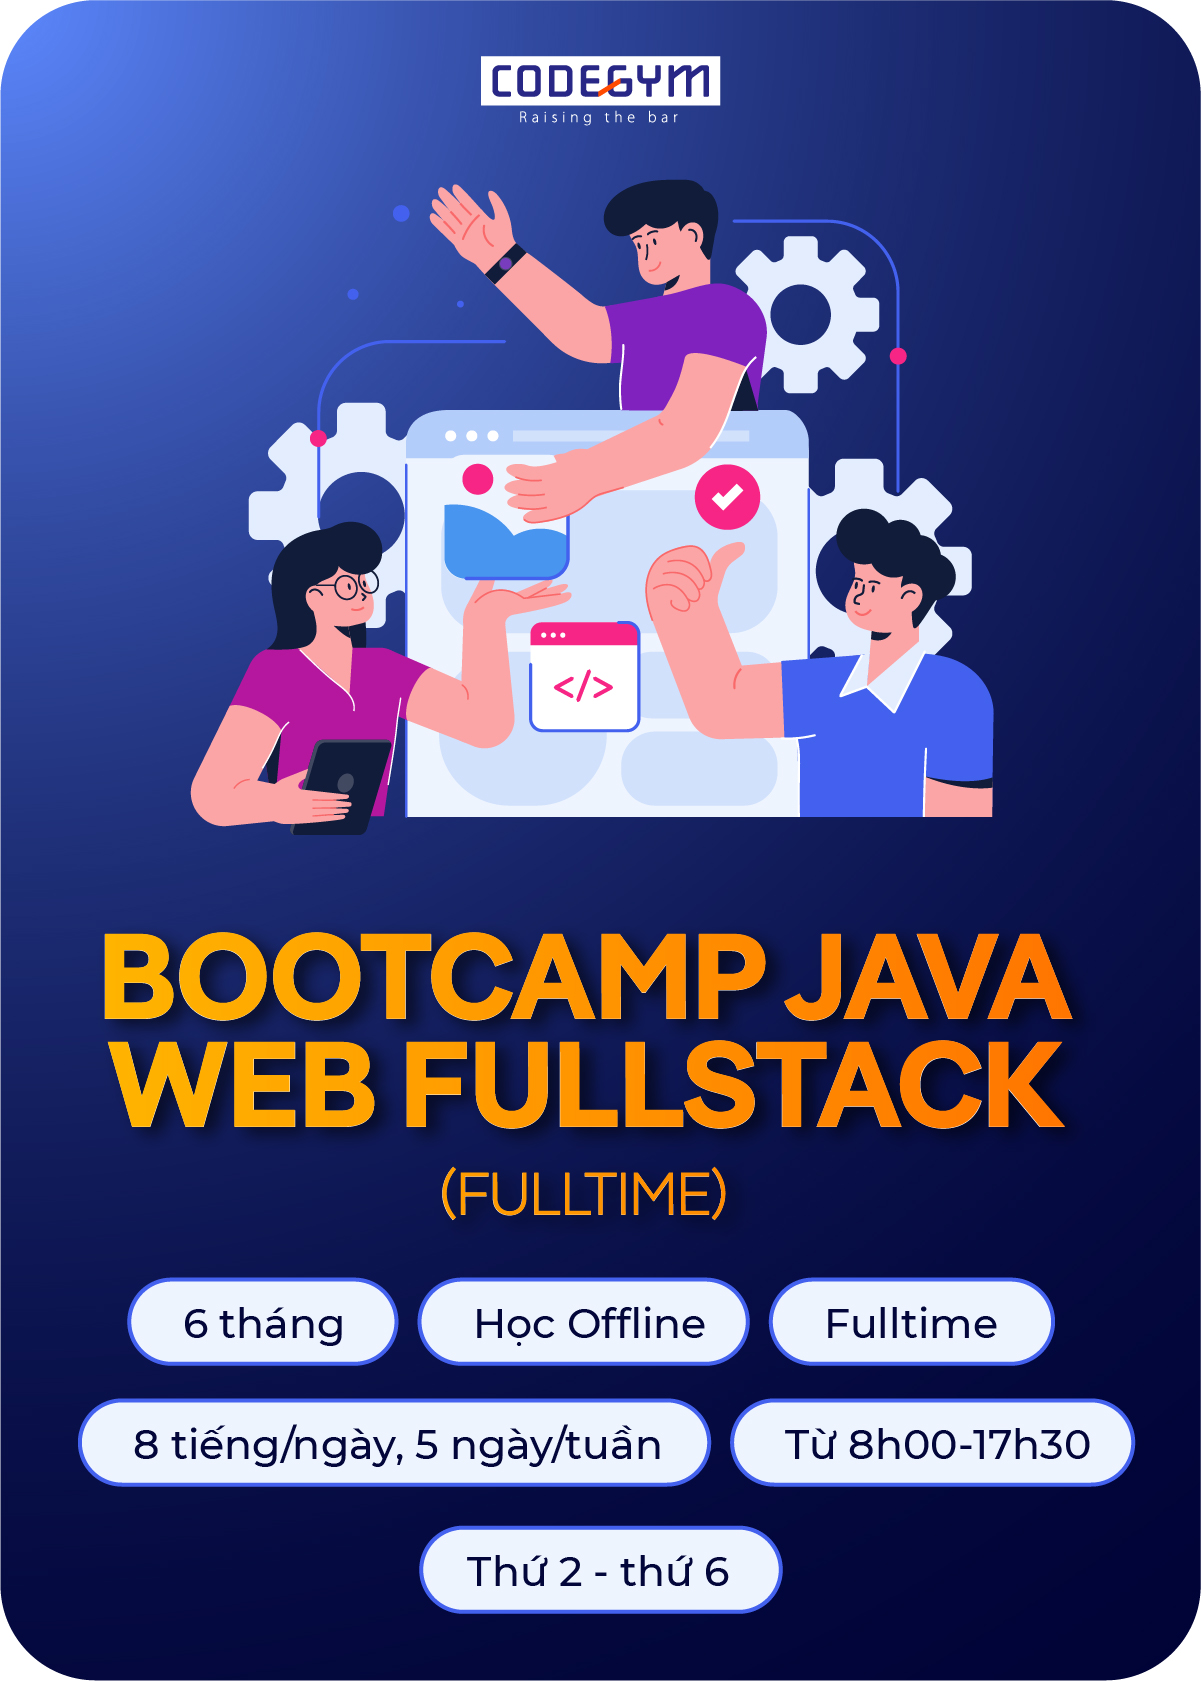 CODEGYM
Raising the bar
</>
BOOTCAMP JAVA
WEB FULLSTACK
(FULLTIME)
6 tháng
Học Offline
Fulltime
8 tiếng/ngày, 5 ngày/tuần
Từ 8h00-17h30
Thứ 2 - thứ 6